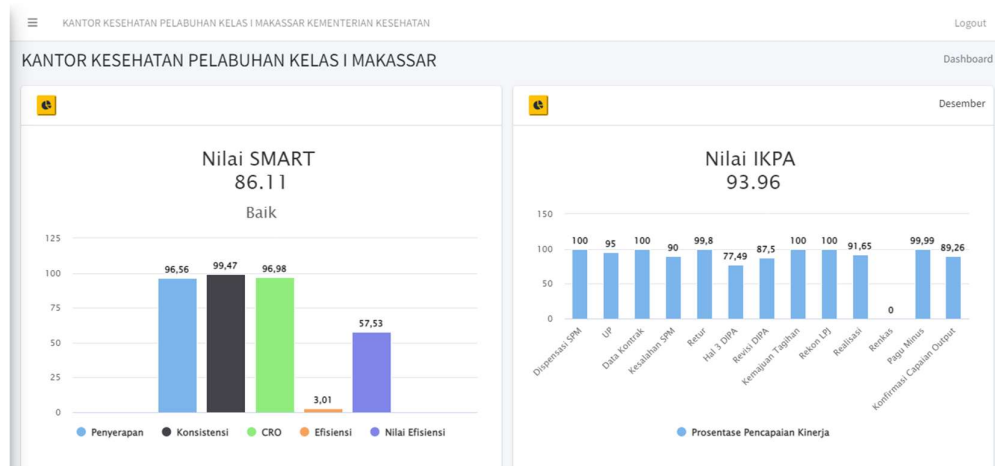 KANTOR KESEHATAN PELABUHAN KELAS I MAKASSAR KEMENTERIAN KESEHATAN
Logout
KANTOR KESEHATAN PELABUHAN KELAS I MAKASSAR
Dashboard
Nilai SMART
86.11
Baik
125
100
75
50
25
0
96,56
99,47
96,98
3,01
57,53
Penyerapan
Konsistensi
CRO
Efisiensi
Nilai Efisiensi
Desember
Nilai IKPA
93.96
150
100
50
0
100
95
100
90
99,8
77,49
87,5
100
100
91,65
0
99,99
89,26
Dispensasi SPM
UP
Data Kontrak
Kesalahan SPM
Retur
Hal 3 DIPA
Revisi DIPA
Kemajuan Tagihan
Rekon LPJ
Realisasi
Renkas
Pagu Minus
Konfirmasi Capaian Output
Prosentase Pencapaian Kinerja